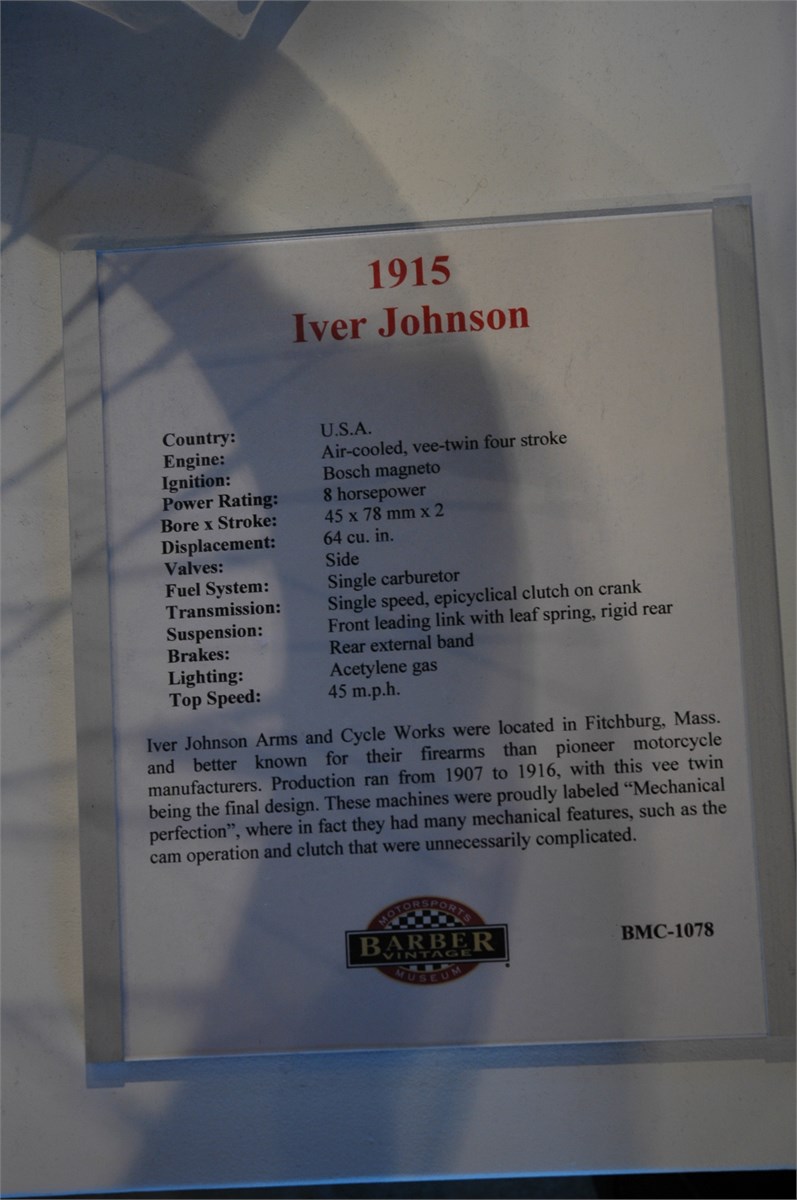 1915
Iver Johnson
Country: U.S.A.
Engine: Air-cooled, vee-twin four stroke
Ignition: Bosch magneto
Power Rating: 8 horsepower
Bore x Stroke: 45 x 78 mm x 2
Displacement: 64 cu. in.
Valves: Side
Fuel System: Single carburetor
Transmission: Single speed, epicyclical clutch on crank
Suspension: Front leading link with leaf spring, rigid rear
Brakes: Rear external band
Lighting: Acetylene gas
Top Speed: 45 m.p.h.
Iver Johnson Arms and Cycle Works were located in Fitchburg, Mass.
and better known for their firearms than pioneer motorcycle
manufacturers. Production ran from 1907 to 1916, with this vee twin
being the final design. These machines were proudly labeled “Mechanical
perfection”, where in fact they had many mechanical features, such as the
cam operation and clutch that were unnecessarily complicated.
MOTORSPORTS
BARBER
VINTAGE
MUSEUM
BMC-1078